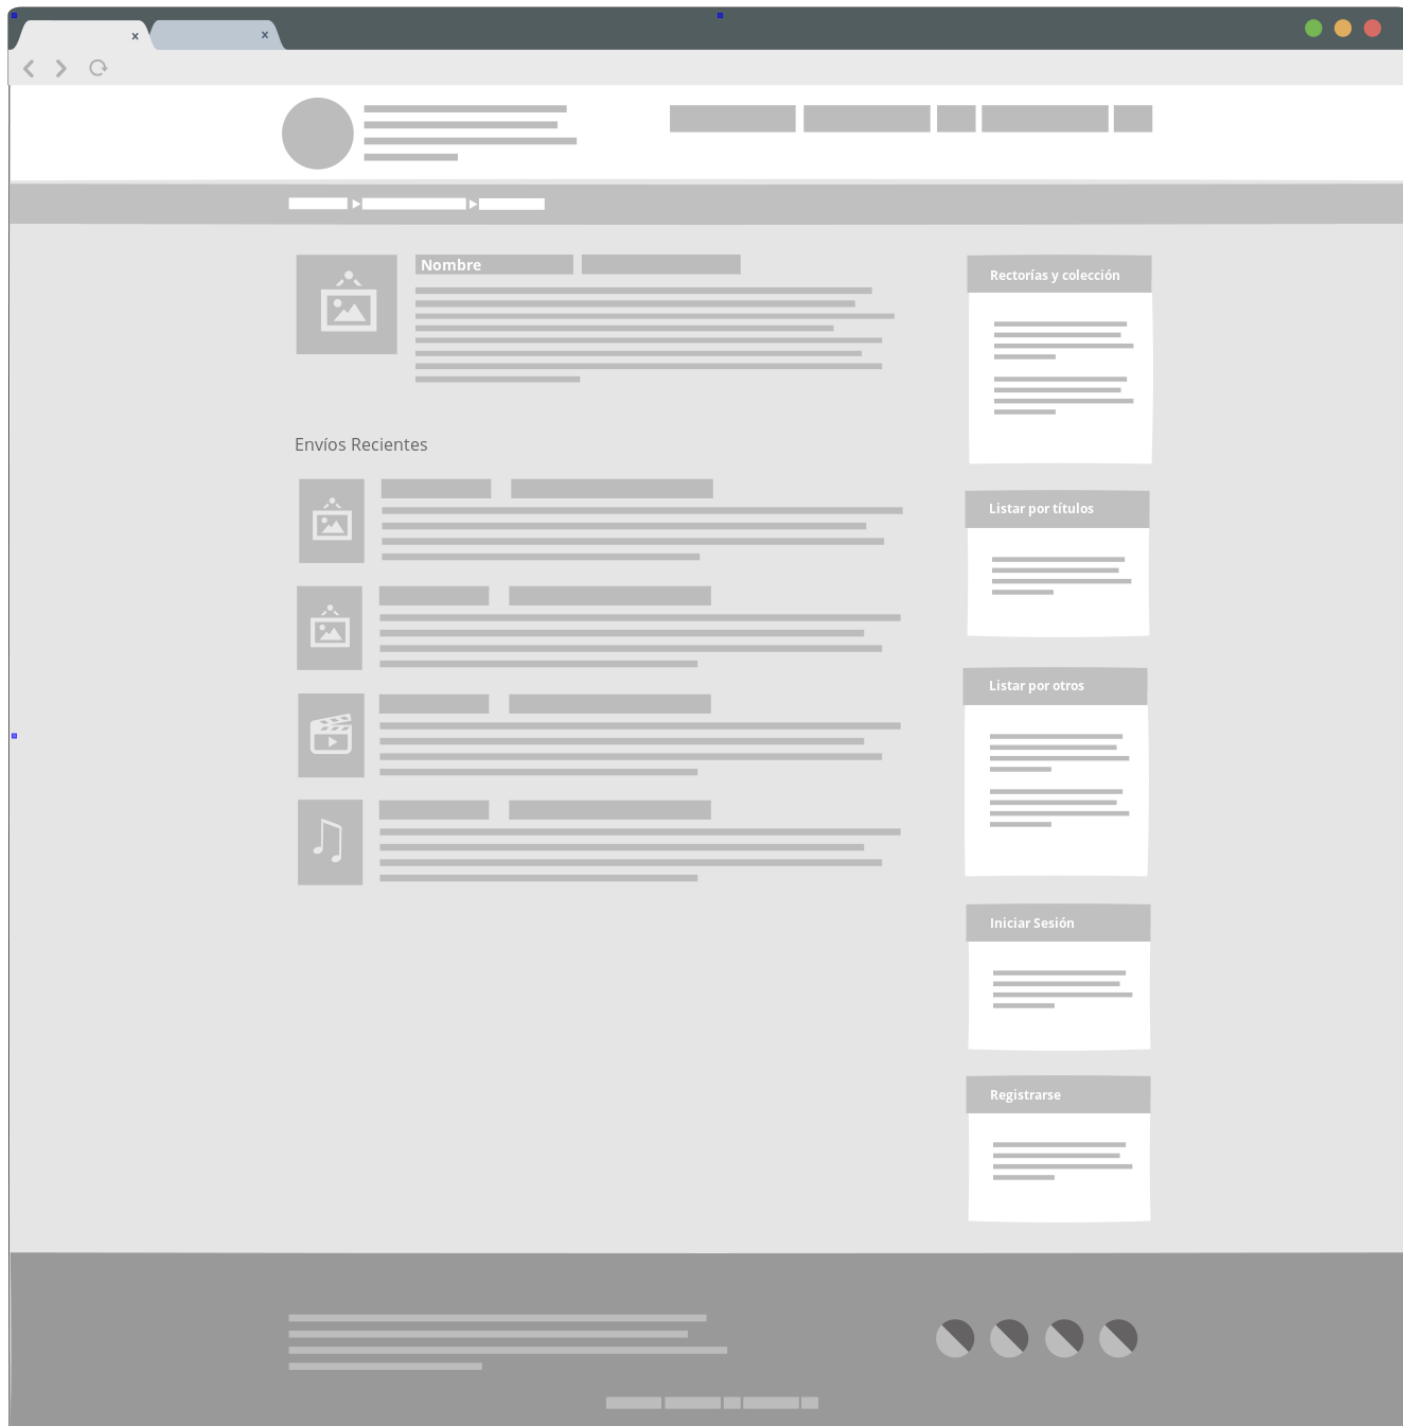 Nombre
Rectorías y colección
Envíos Recientes
Listar por títulos
Listar por otros
Iniciar Sesión
Registrarse